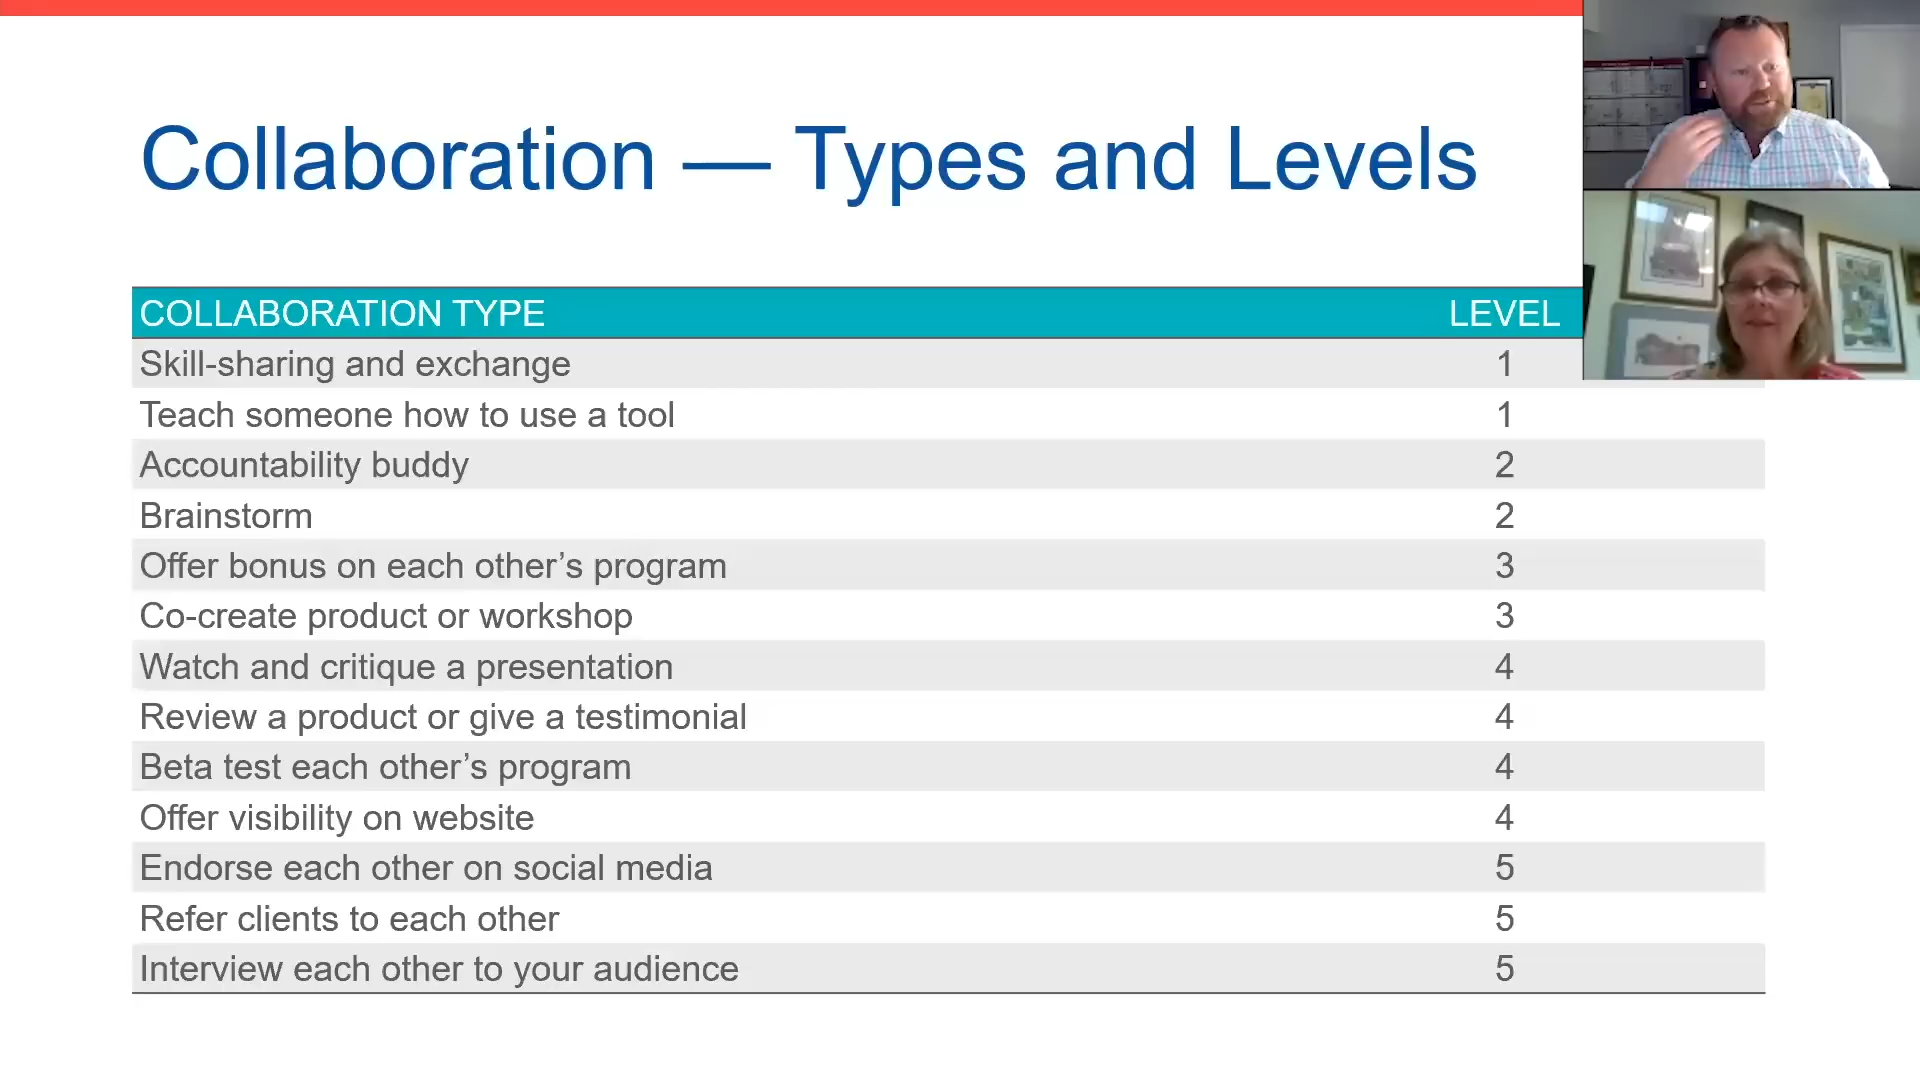 Collaboration — Types and Levels
COLLABORATION TYPE LEVEL
Skill-sharing and exchange 1
Teach someone how to use a tool 1
Accountability buddy 2
Brainstorm 2
Offer bonus on each other’s program 3
Co-create product or workshop 3
Watch and critique a presentation 4
Review a product or give a testimonial 4
Beta test each other’s program 4
Offer visibility on website 4
Endorse each other on social media 5
Refer clients to each other 5
Interview each other to your audience 5